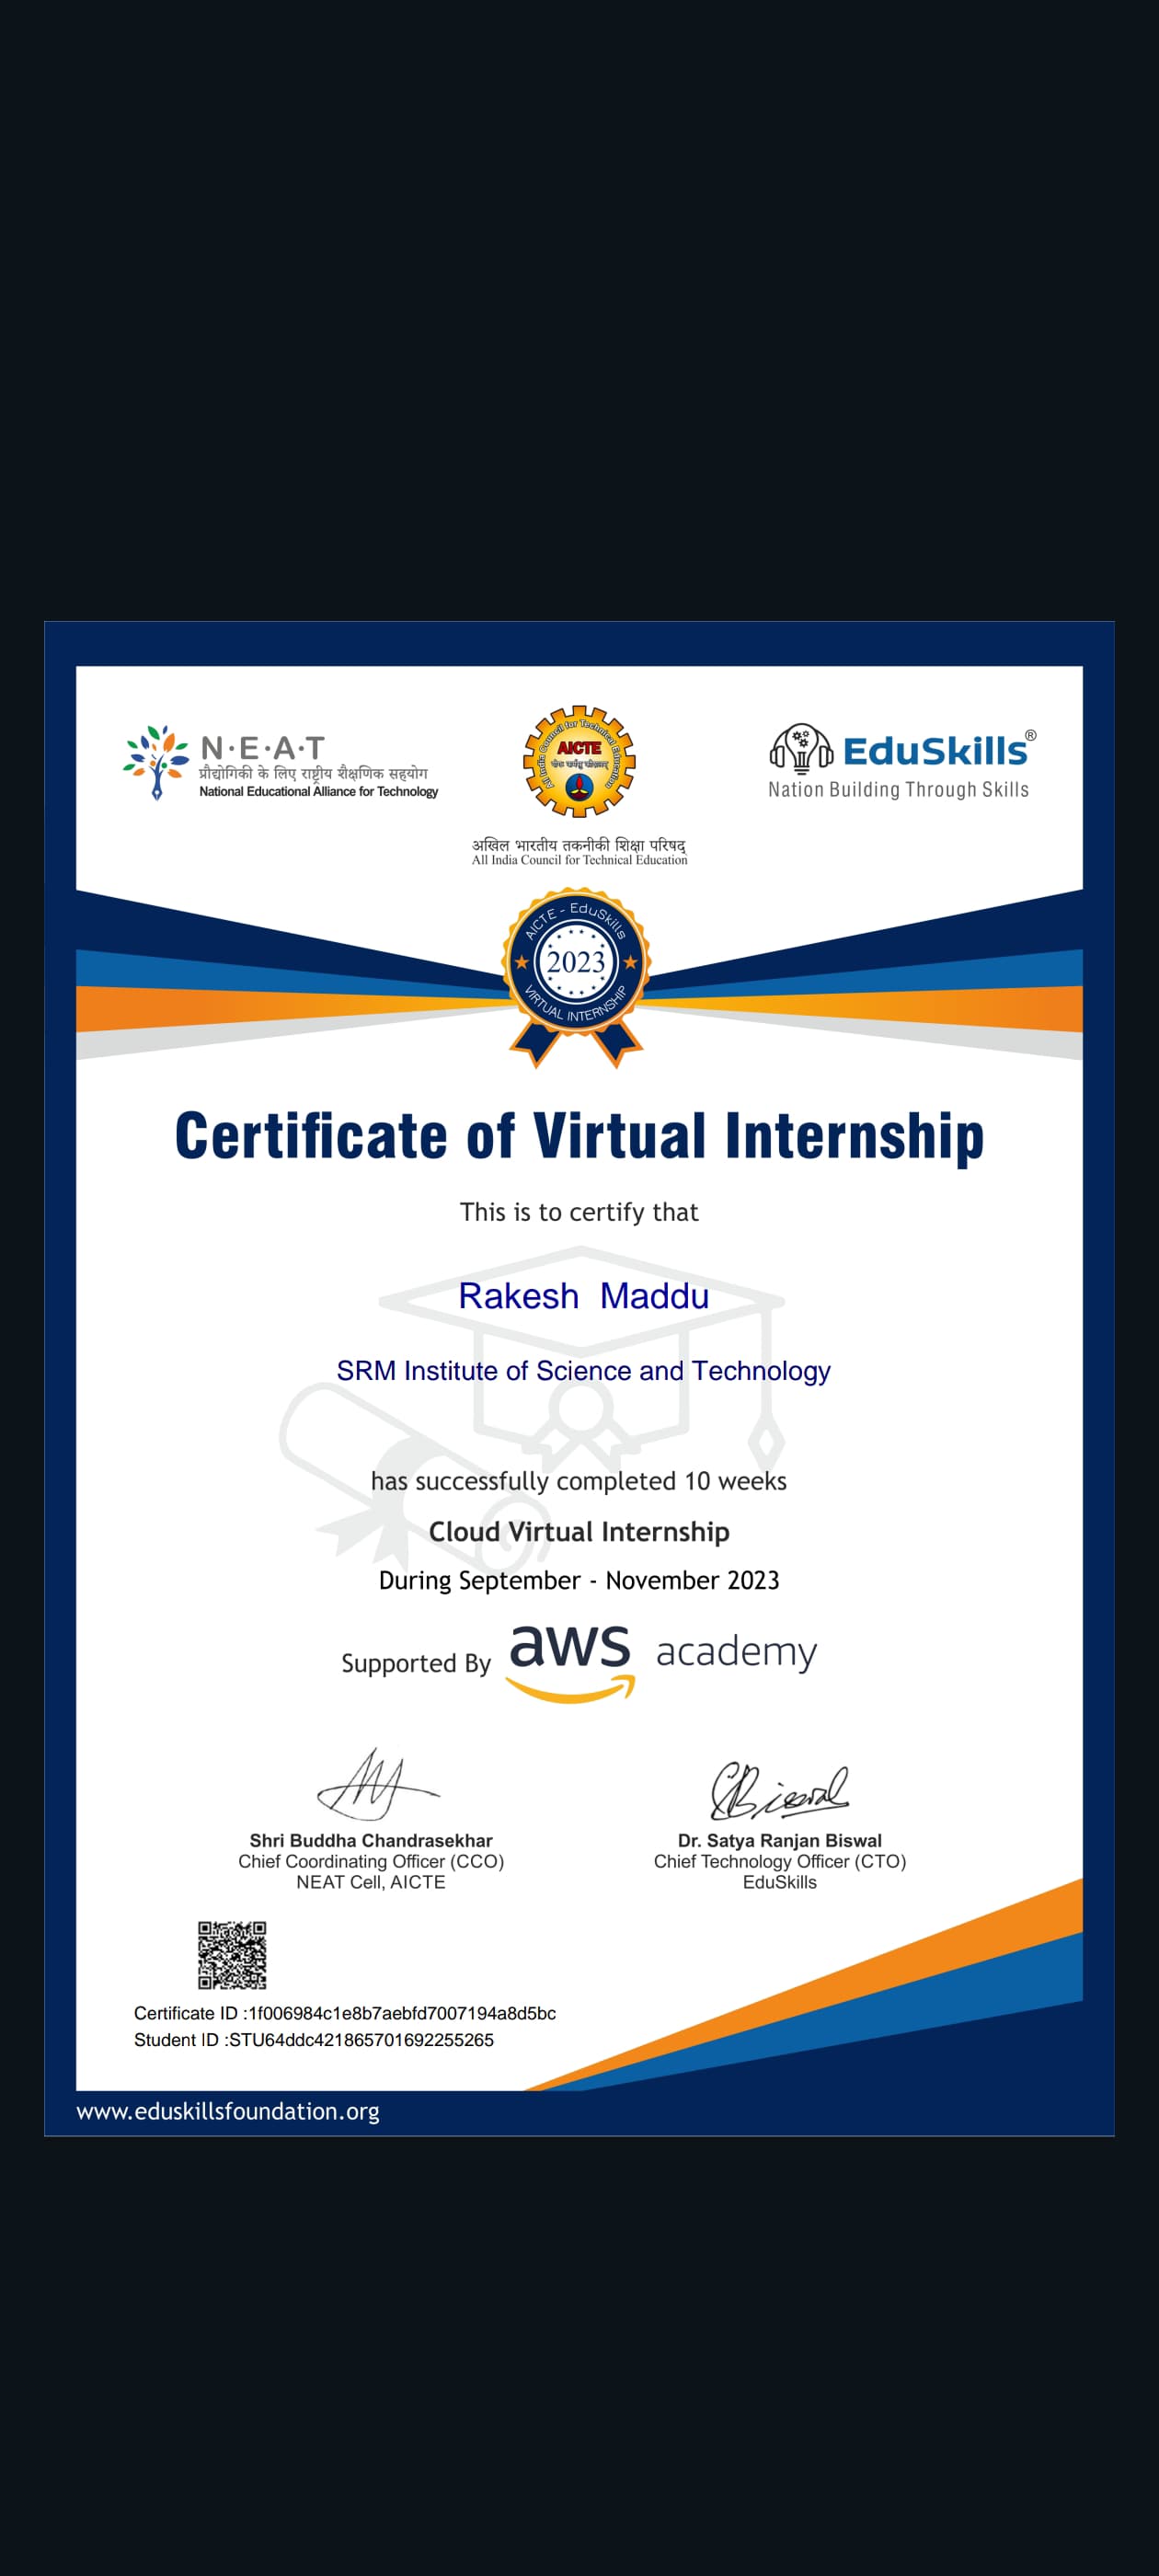 N·E·A·T
प्रौद्योगिकी के लिए राष्ट्रीय शैक्षणिक सहयोग
National Educational Alliance for Technology
All India Council for Technical Education
AICTE
EduSkills®
Nation Building Through Skills
अखिल भारतीय तकनीकी शिक्षा परिषद्
All India Council for Technical Education
AICTE - EduSkills
2023
VIRTUAL INTERNSHIP
Certificate of Virtual Internship
This is to certify that
Rakesh Maddu
SRM Institute of Science and Technology
has successfully completed 10 weeks
Cloud Virtual Internship
During September - November 2023
Supported By aws academy
Biswal
Shri Buddha Chandrasekhar
Chief Coordinating Officer (CCO)
NEAT Cell, AICTE
Dr. Satya Ranjan Biswal
Chief Technology Officer (CTO)
EduSkills
Certificate ID :1f006984c1e8b7aebfd7007194a8d5bc
Student ID :STU64ddc421865701692255265
www.eduskillsfoundation.org